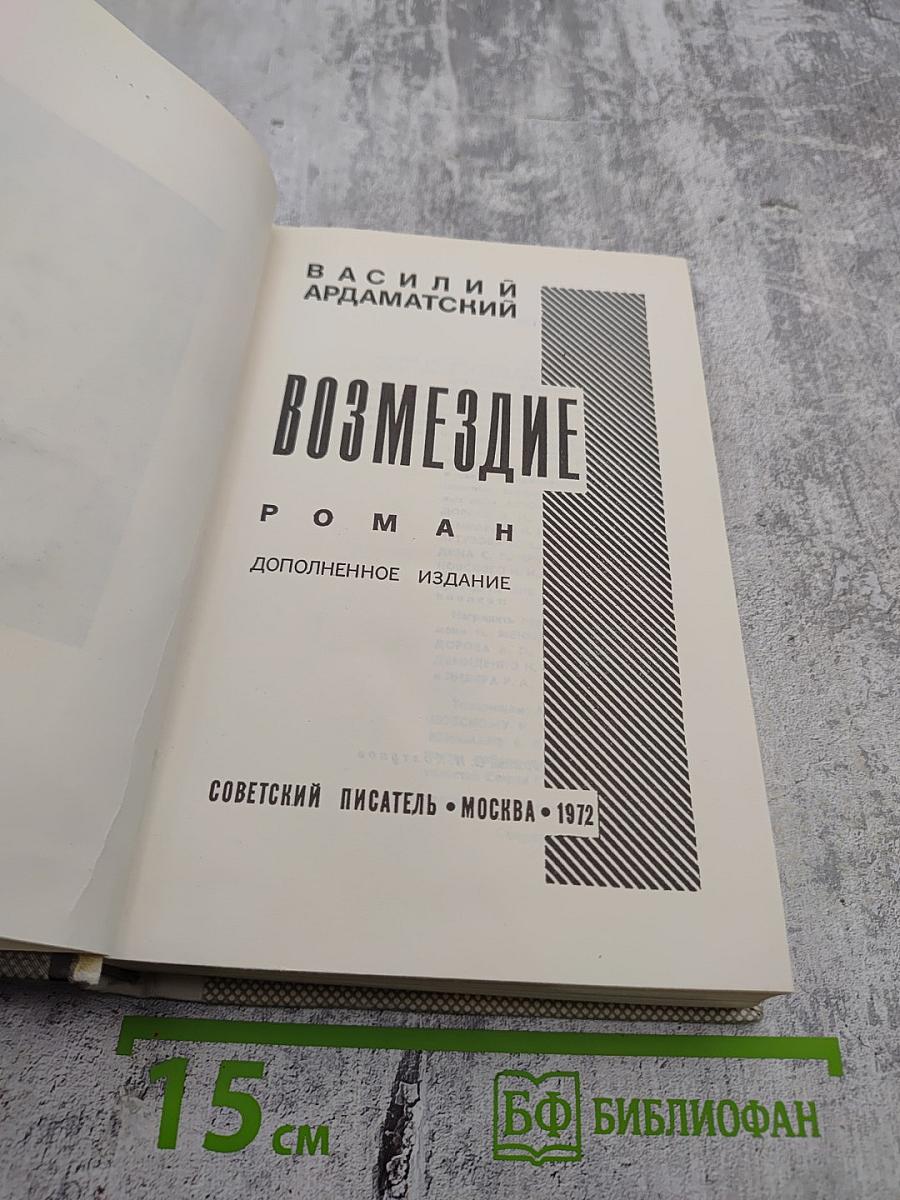 ВАСИЛИЙ
АРДАМАТСКИЙ
ВОЗМЕЗДИЕ
РОМАН
ДОПОЛНЕННОЕ ИЗДАНИЕ
СОВЕТСКИЙ ПИСАТЕЛЬ • МОСКВА • 1972
15 см
БФ БИБЛИОФАН